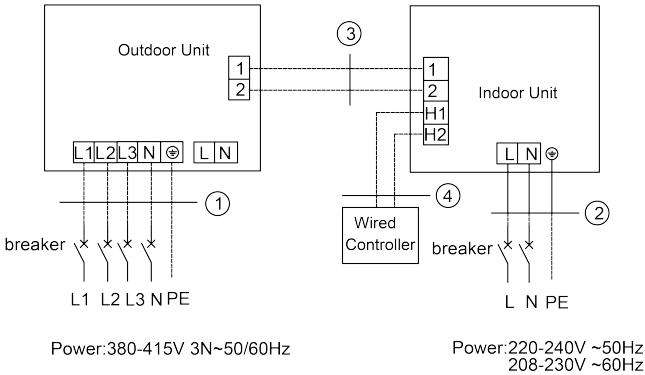 Outdoor Unit
1
2
L1 L2 L3 N
L N
3
1
2
H1
H2
Indoor Unit
L N
1
4
2
Wired
Controller
breaker
breaker
L1 L2 L3 N PE
L N PE
Power:380-415V 3N~50/60Hz
Power:220-240V ~50Hz
208-230V ~60Hz